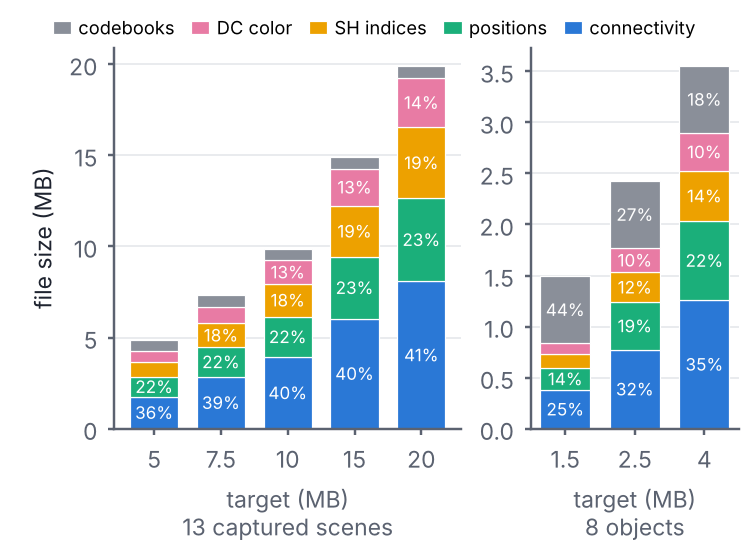 codebooks DC color SH indices positions connectivity
file size (MB)
20
15
10
5
0
36% 22%
39% 22% 18%
40% 22% 18% 13%
40% 23% 19% 13%
41% 23% 19% 14%
5 7.5 10 15 20
target (MB)
13 captured scenes
3.5
3.0
2.5
2.0
1.5
1.0
0.5
0.0
25% 14% 44%
32% 19% 12% 10% 27%
35% 22% 14% 10% 18%
1.5 2.5 4
target (MB)
8 objects